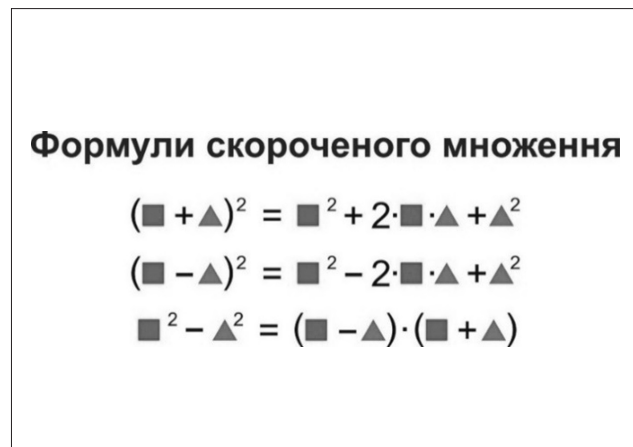 Формули скороченого множення
(■ + ▲)² = ■² + 2·■·▲ + ▲²
(■ − ▲)² = ■² − 2·■·▲ + ▲²
■² − ▲² = (■ − ▲)·(■ + ▲)